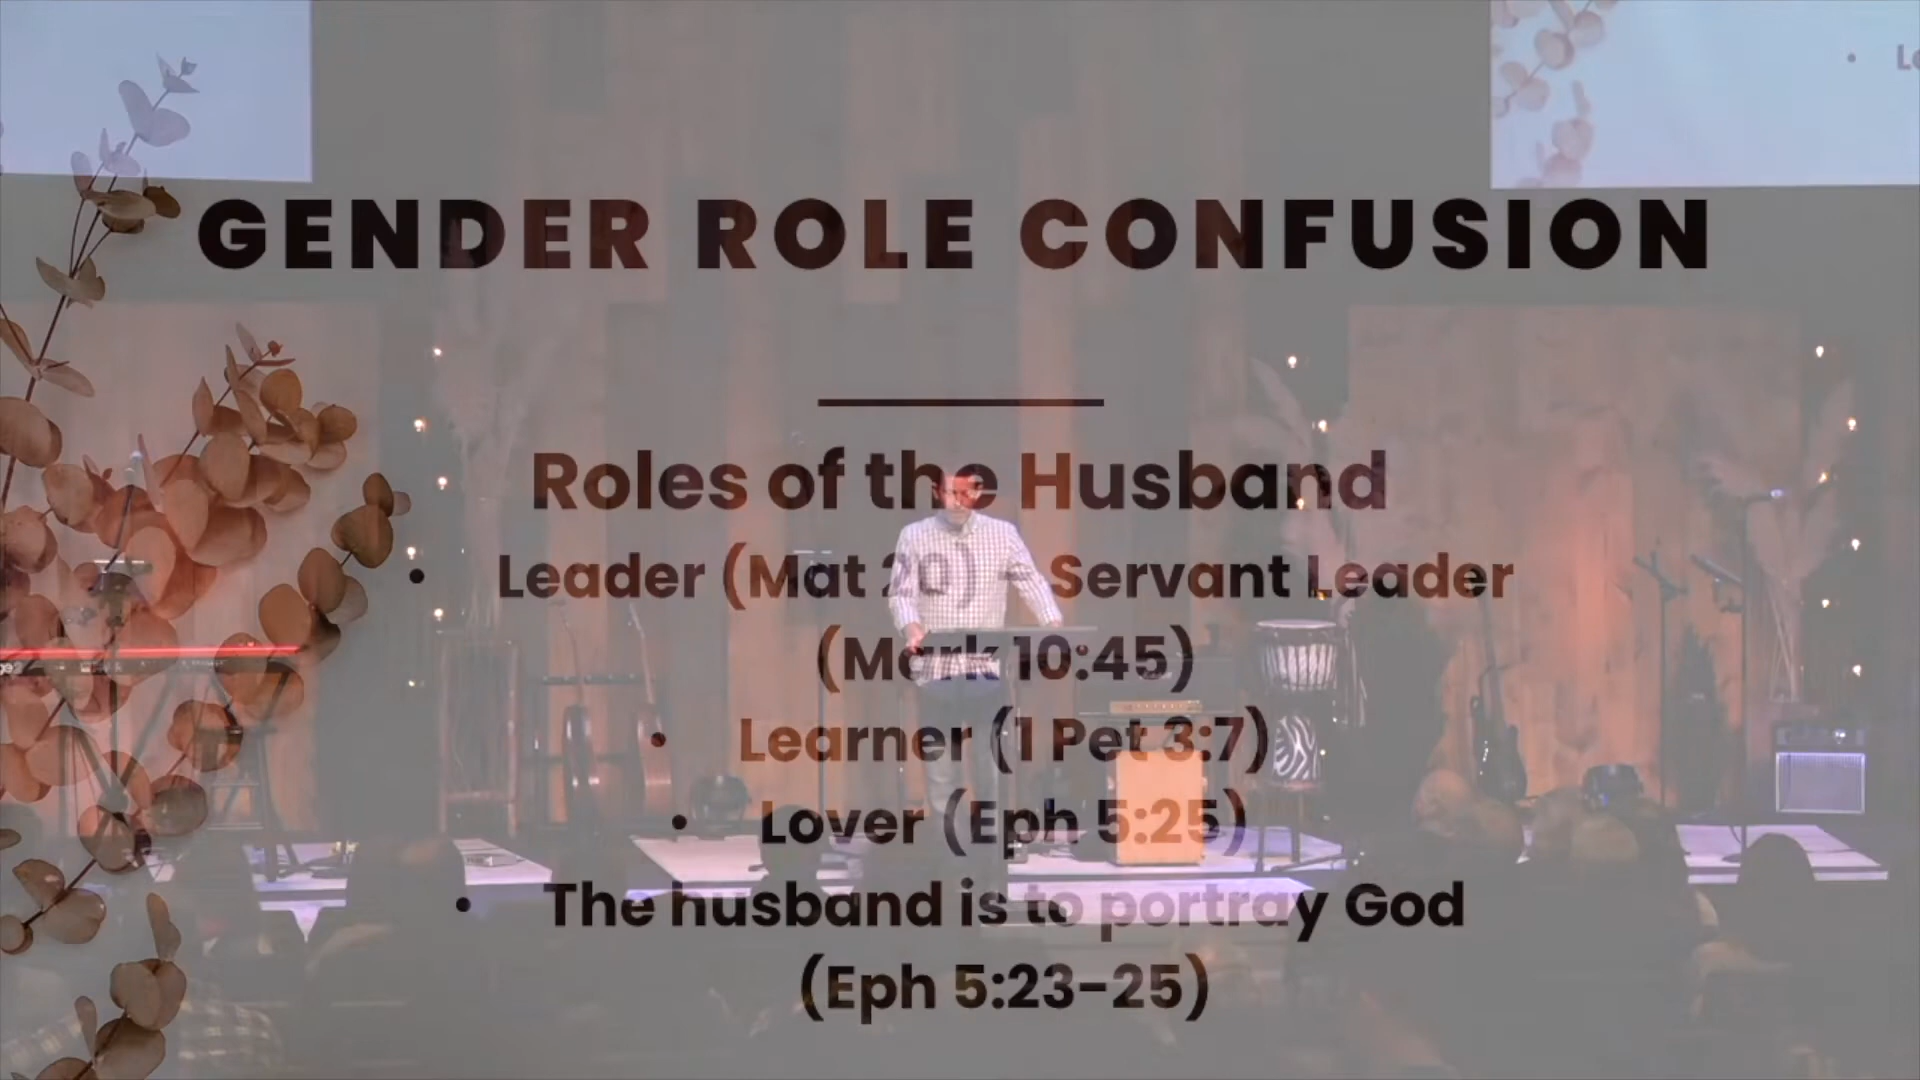 GENDER ROLE CONFUSION
Roles of the Husband
• Leader (Mat 20) - Servant Leader
(Mark 10:45)
• Learner (1 Pet 3:7)
• Lover (Eph 5:25)
• The husband is to portray God
(Eph 5:23-25)